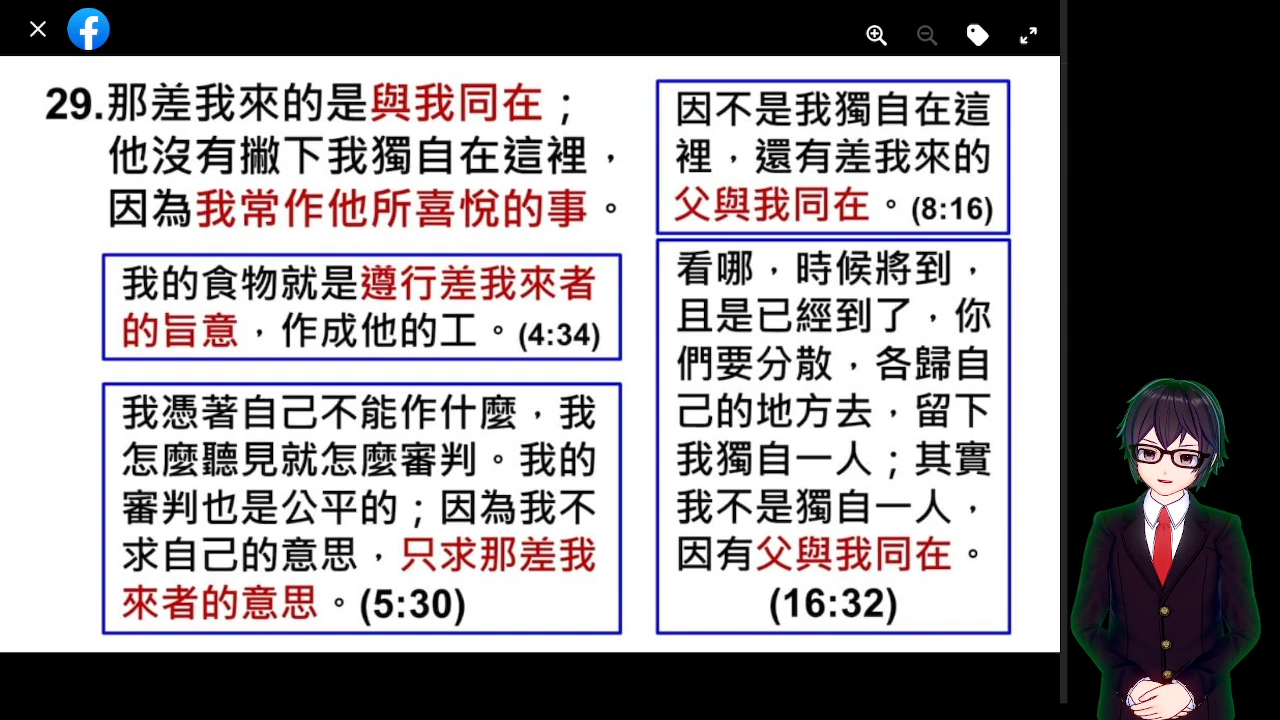 29.那差我來的是與我同在；
他沒有撇下我獨自在這裡，
因為我常作他所喜悅的事。
我的食物就是遵行差我來者
的旨意，作成他的工。(4:34)
我憑著自己不能作什麼，我
怎麼聽見就怎麼審判。我的
審判也是公平的；因為我不
求自己的意思，只求那差我
來者的意思。(5:30)
因不是我獨自在這
裡，還有差我來的
父與我同在。(8:16)
看哪，時候將到，
且是已經到了，你
們要分散，各歸自
己的地方去，留下
我獨自一人；其實
我不是獨自一人，
因有父與我同在。
(16:32)